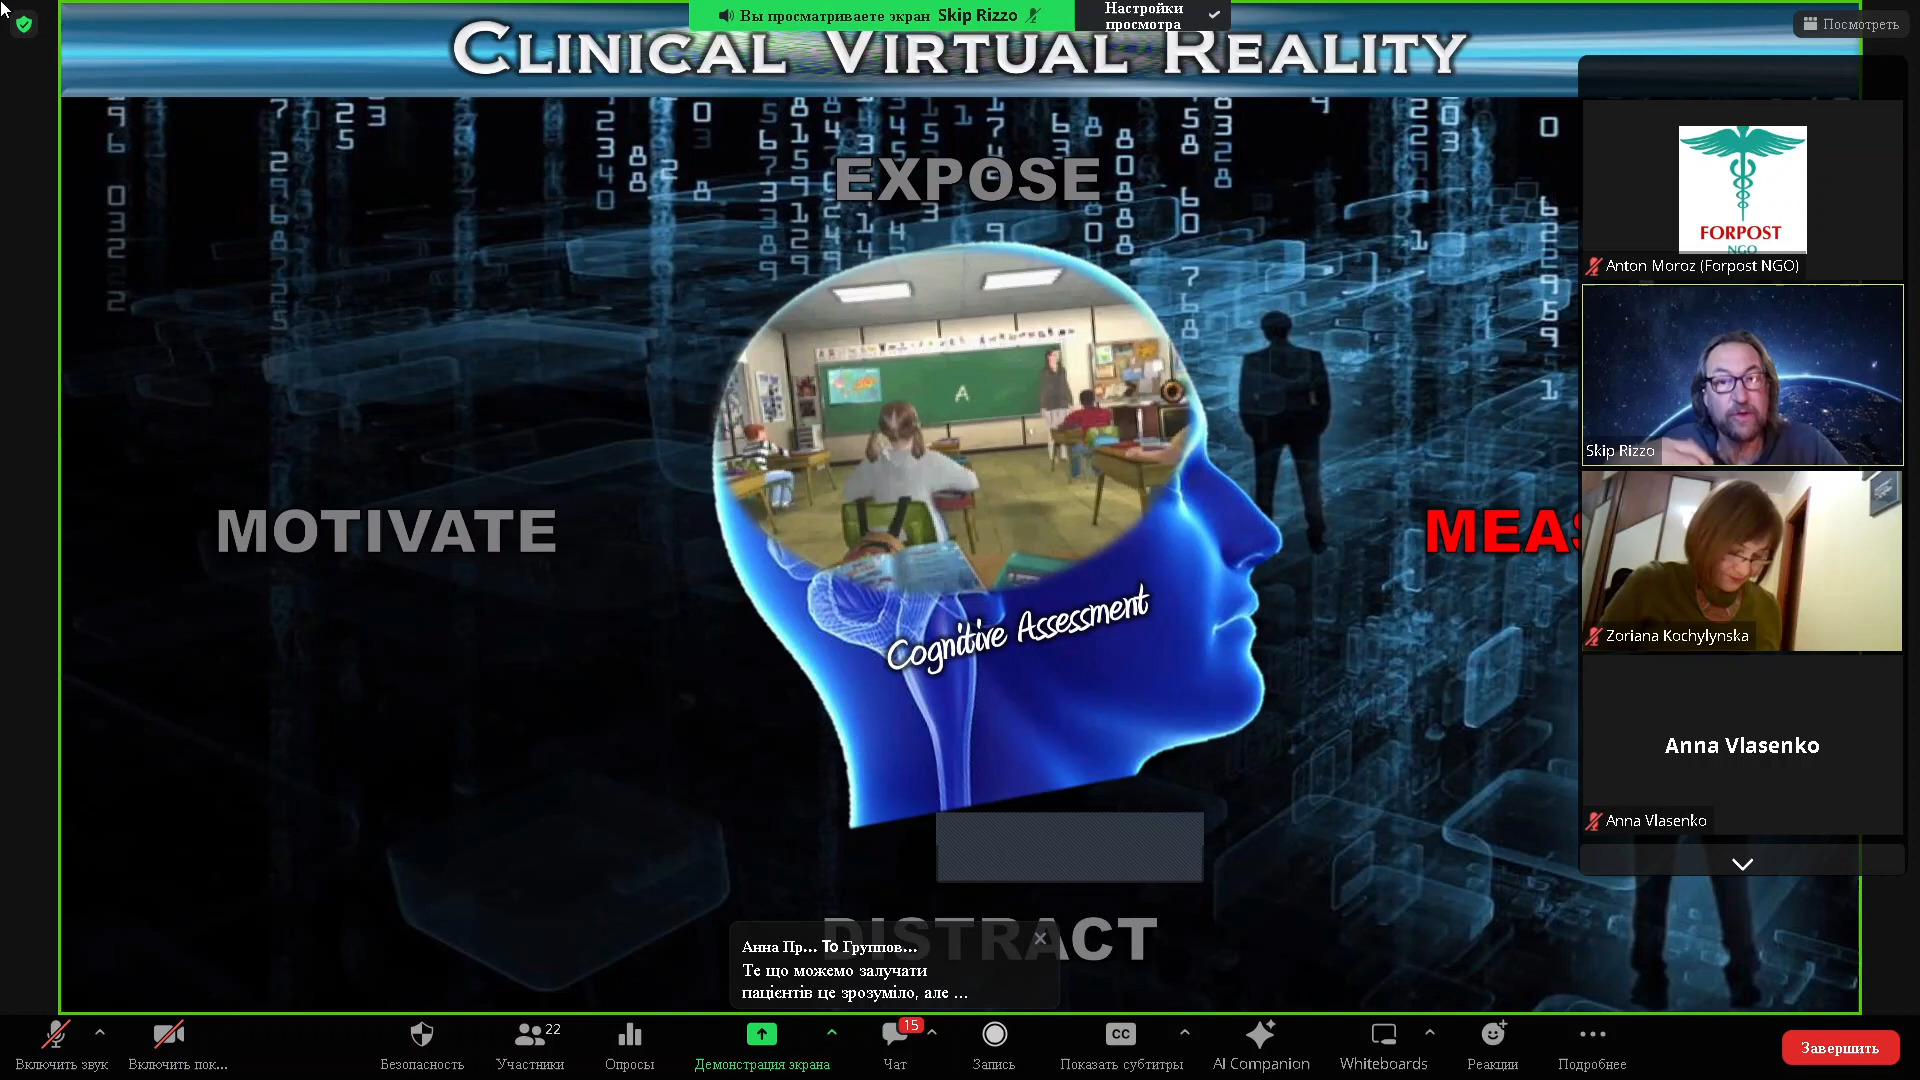 Вы просматриваете экран Skip Rizzo
Настройки
просмотра
Посмотреть
CLINICAL VIRTUAL REALITY
EXPOSE
FORPOST
NGO
Anton Moroz (Forpost NGO)
A
Skip Rizzo
MOTIVATE
MEAS
Cognitive Assessment
Zoriana Kochylynska
Anna Vlasenko
Anna Vlasenko
DISTRACT
Анна Пр... To Группов...
Те що можемо залучати
пацієнтів це зрозуміло, але ...
Включить звук
Включить пок...
Безопасность
22
Участники
Опросы
Демонстрация экрана
15
Чат
Запись
CC
Показать субтитры
AI Companion
Whiteboards
Реакции
Подробнее
Завершить